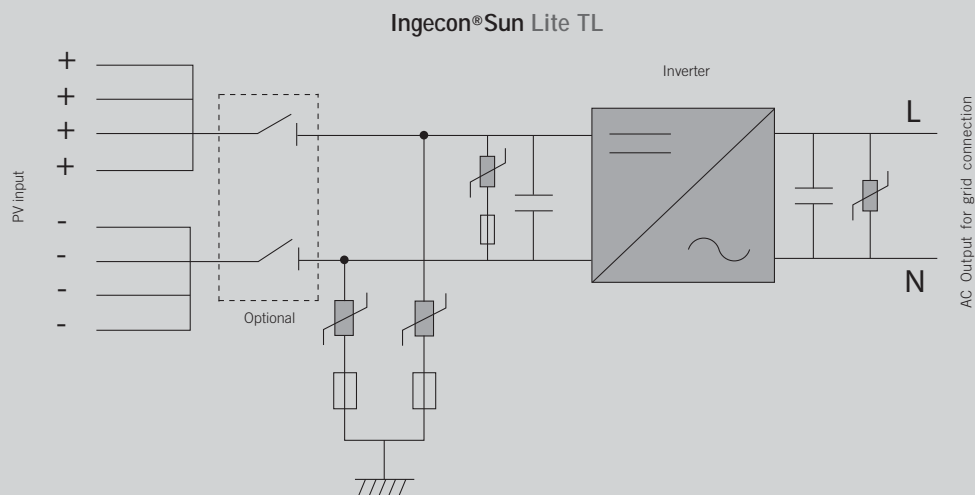 Ingecon®Sun Lite TL
Inverter
PV input
+
+
+
+
-
-
-
-
Optional
L
N
AC Output for grid connection